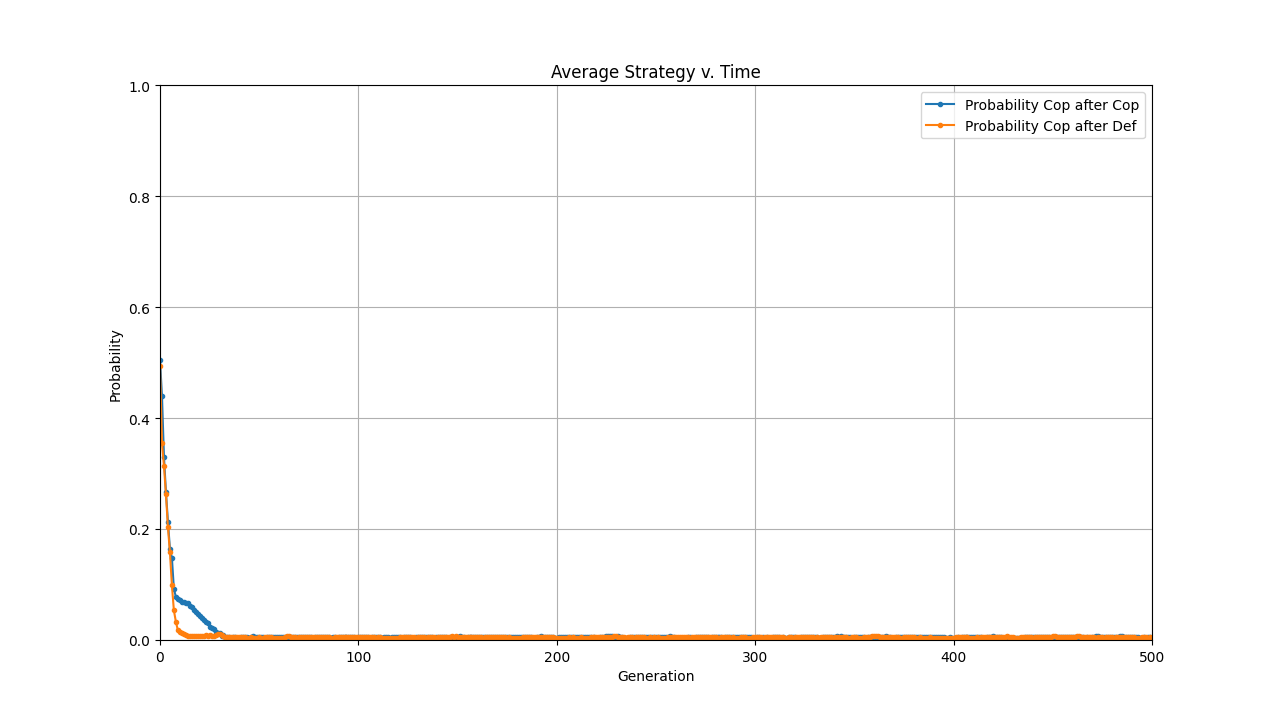 Average Strategy v. Time
Probability Cop after Cop
Probability Cop after Def
1.0
0.8
0.6
0.4
0.2
0.0
Probability
0 100 200 300 400 500
Generation